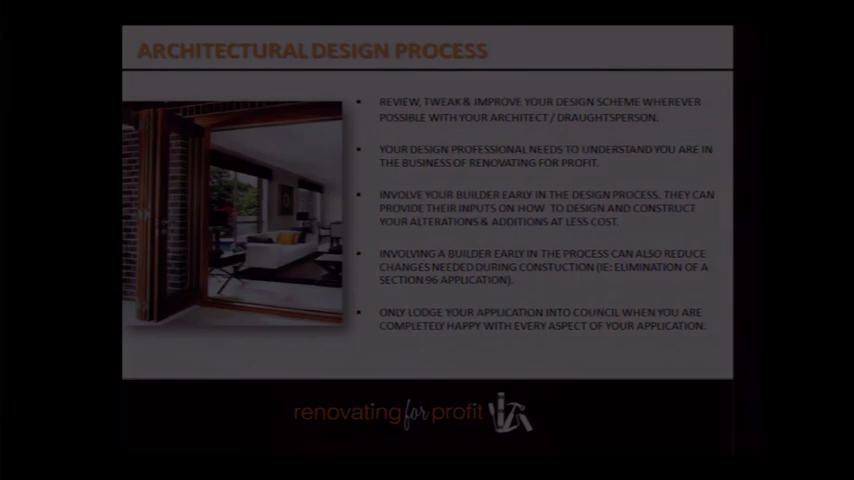 ARCHITECTURAL DESIGN PROCESS
• REVIEW, TWEAK & IMPROVE YOUR DESIGN SCHEME WHEREVER
POSSIBLE WITH YOUR ARCHITECT / DRAUGHTSPERSON.
• YOUR DESIGN PROFESSIONAL NEEDS TO UNDERSTAND YOU ARE IN
THE BUSINESS OF RENOVATING FOR PROFIT.
• INVOLVE YOUR BUILDER EARLY IN THE DESIGN PROCESS. THEY CAN
PROVIDE THEIR INPUTS ON HOW TO DESIGN AND CONSTRUCT
YOUR ALTERATIONS & ADDITIONS AT LESS COST.
• INVOLVING A BUILDER EARLY IN THE PROCESS CAN ALSO REDUCE
CHANGES NEEDED DURING CONSTUCTION (IE: ELIMINATION OF A
SECTION 96 APPLICATION).
• ONLY LODGE YOUR APPLICATION INTO COUNCIL WHEN YOU ARE
COMPLETELY HAPPY WITH EVERY ASPECT OF YOUR APPLICATION.
renovating for profit